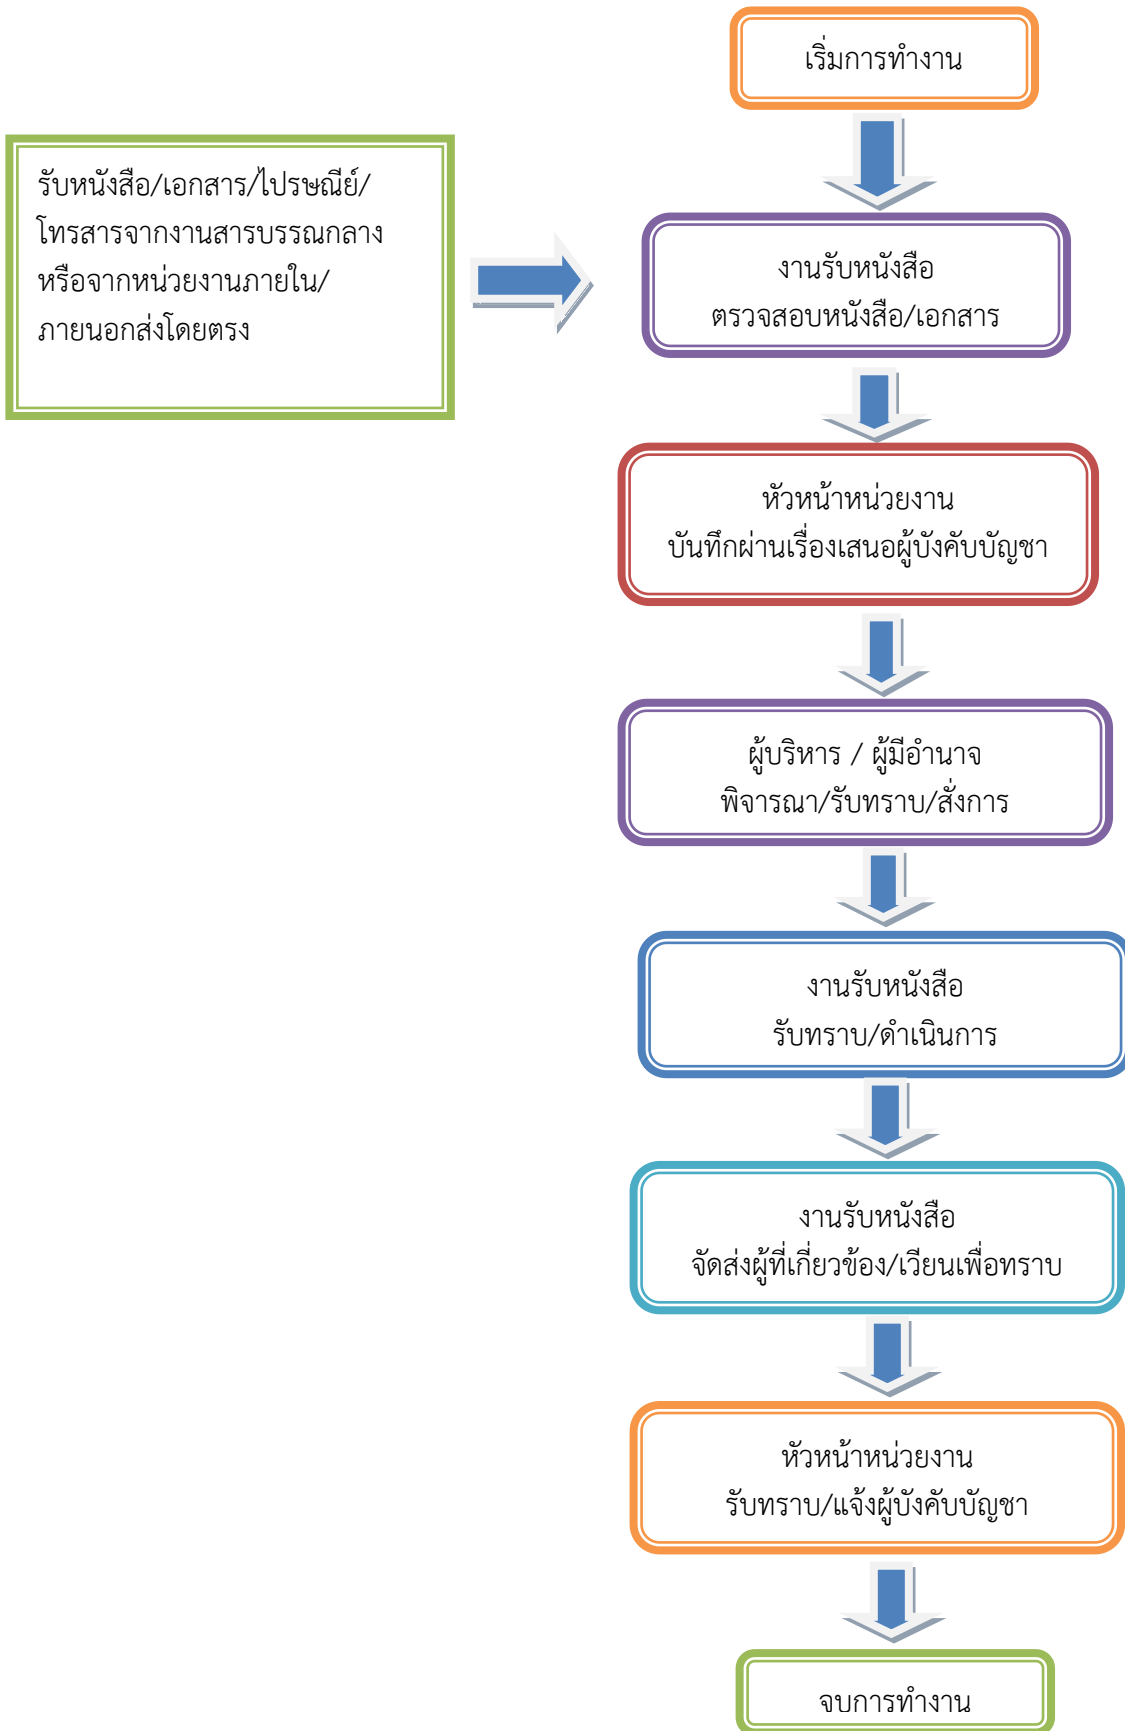 เริ่มการทำงาน
รับหนังสือ/เอกสาร/ไปรษณีย์/
โทรสารจากงานสารบรรณกลาง
หรือจากหน่วยงานภายใน/
ภายนอกส่งโดยตรง
งานรับหนังสือ
ตรวจสอบหนังสือ/เอกสาร
หัวหน้าหน่วยงาน
บันทึกผ่านเรื่องเสนอผู้บังคับบัญชา
ผู้บริหาร / ผู้มีอำนาจ
พิจารณา/รับทราบ/สั่งการ
งานรับหนังสือ
รับทราบ/ดำเนินการ
งานรับหนังสือ
จัดส่งผู้ที่เกี่ยวข้อง/เวียนเพื่อทราบ
หัวหน้าหน่วยงาน
รับทราบ/แจ้งผู้บังคับบัญชา
จบการทำงาน